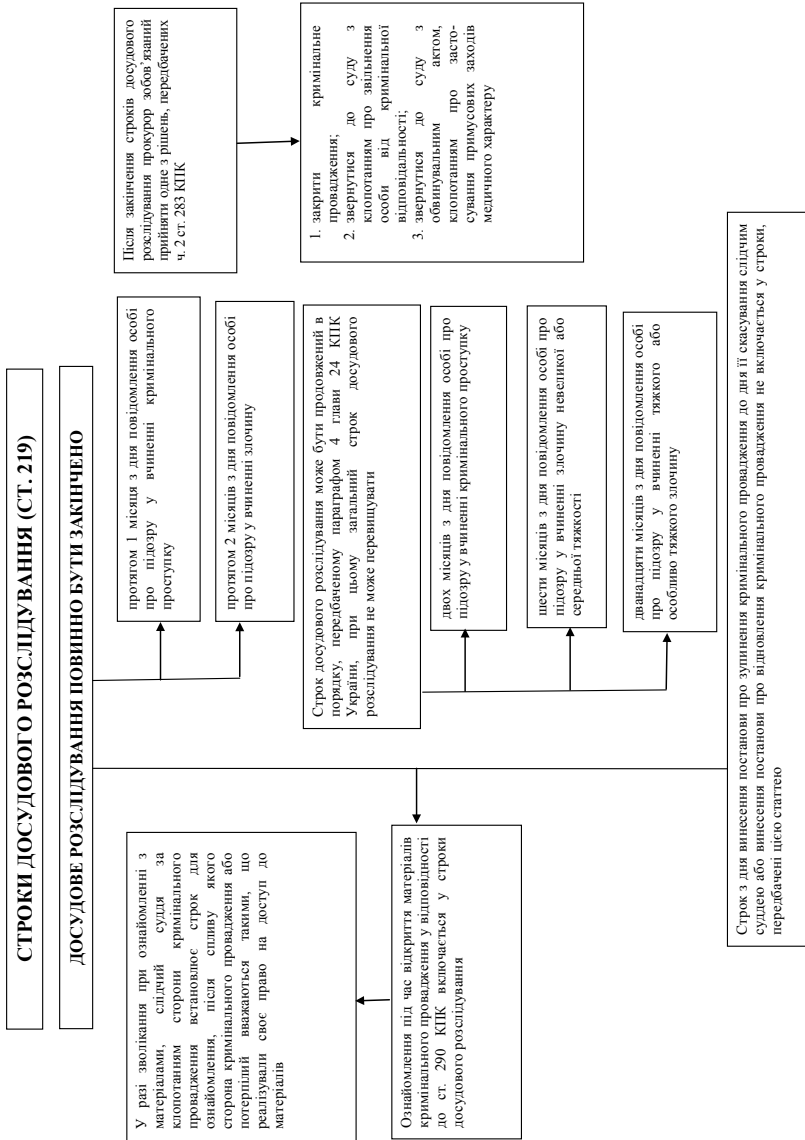 СТРОКИ ДОСУДОВОГО РОЗСЛІДУВАННЯ (СТ. 219)
ДОСУДОВЕ РОЗСЛІДУВАННЯ ПОВИННО БУТИ ЗАКІНЧЕНО
У разі зволікання при ознайомленні з
матеріалами, слідчий суддя за
клопотанням сторони кримінального
провадження встановлює строк для
ознайомлення, після спливу якого
сторона кримінального провадження або
потерпілий вважаються такими, що
реалізували своє право на доступ до
матеріалів
Ознайомлення під час відкриття матеріалів
кримінального провадження у відповідності
до ст. 290 КПК включається у строки
досудового розслідування
протягом 1 місяця з дня повідомлення особі
про підозру у вчиненні кримінального
проступку
протягом 2 місяців з дня повідомлення особі
про підозру у вчиненні злочину
Строк досудового розслідування може бути продовжений в
порядку, передбаченому параграфом 4 глави 24 КПК
України, при цьому загальний строк досудового
розслідування не може перевищувати
двох місяців з дня повідомлення особі про
підозру у вчиненні кримінального проступку
шести місяців з дня повідомлення особі про
підозру у вчиненні злочину невеликої або
середньої тяжкості
дванадцяти місяців з дня повідомлення особі
про підозру у вчиненні тяжкого або
особливо тяжкого злочину
Після закінчення строків досудового
розслідування прокурор зобов'язаний
прийняти одне з рішень, передбачених
ч. 2 ст. 283 КПК
1. закрити кримінальне
провадження;
2. звернутися до суду з
клопотанням про звільнення
особи від кримінальної
відповідальності;
3. звернутися до суду з
обвинувальним актом,
клопотанням про засто-
сування примусових заходів
медичного характеру
Строк з дня винесення постанови про зупинення кримінального провадження до дня її скасування слідчим
суддею або винесення постанови про відновлення кримінального провадження не включається у строки,
передбачені цією статтею